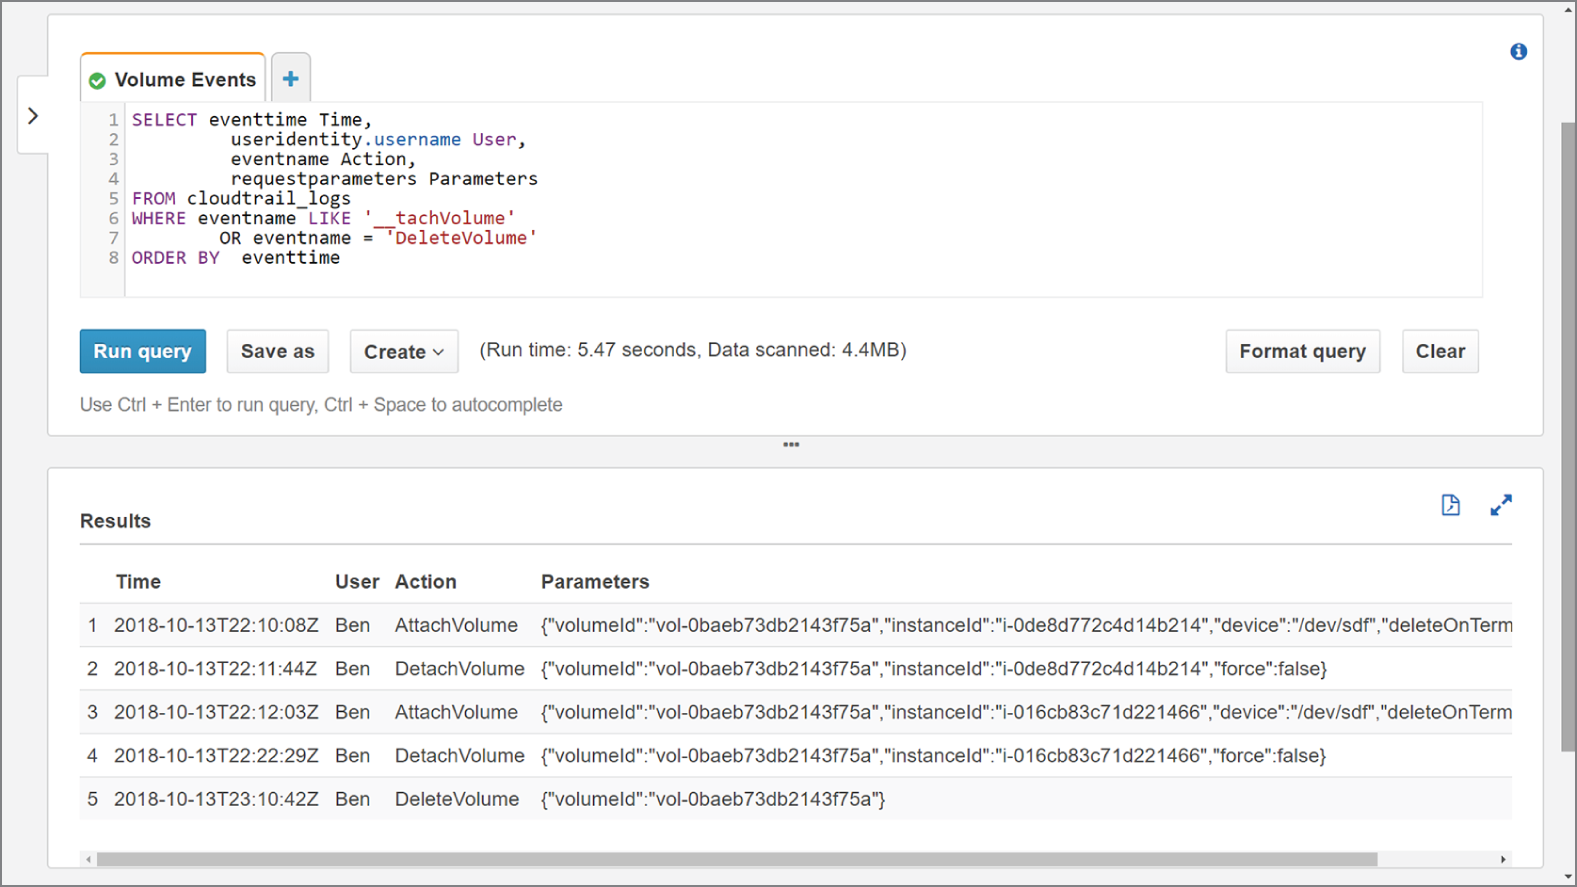 Volume Events
1 SELECT eventtime Time,
2 useridentity.username User,
3 eventname Action,
4 requestparameters Parameters
5 FROM cloudtrail_logs
6 WHERE eventname LIKE '__tachVolume'
7 OR eventname = 'DeleteVolume'
8 ORDER BY eventtime
Run query Save as Create (Run time: 5.47 seconds, Data scanned: 4.4MB) Format query Clear
Use Ctrl + Enter to run query, Ctrl + Space to autocomplete
Results
Time User Action Parameters
1 2018-10-13T22:10:08Z Ben AttachVolume {"volumeId":"vol-0baeb73db2143f75a","instanceId":"i-0de8d772c4d14b214","device":"/dev/sdf","deleteOnTerm
2 2018-10-13T22:11:44Z Ben DetachVolume {"volumeId":"vol-0baeb73db2143f75a","instanceId":"i-0de8d772c4d14b214","force":false}
3 2018-10-13T22:12:03Z Ben AttachVolume {"volumeId":"vol-0baeb73db2143f75a","instanceId":"i-016cb83c71d221466","device":"/dev/sdf","deleteOnTerm
4 2018-10-13T22:22:29Z Ben DetachVolume {"volumeId":"vol-0baeb73db2143f75a","instanceId":"i-016cb83c71d221466","force":false}
5 2018-10-13T23:10:42Z Ben DeleteVolume {"volumeId":"vol-0baeb73db2143f75a"}